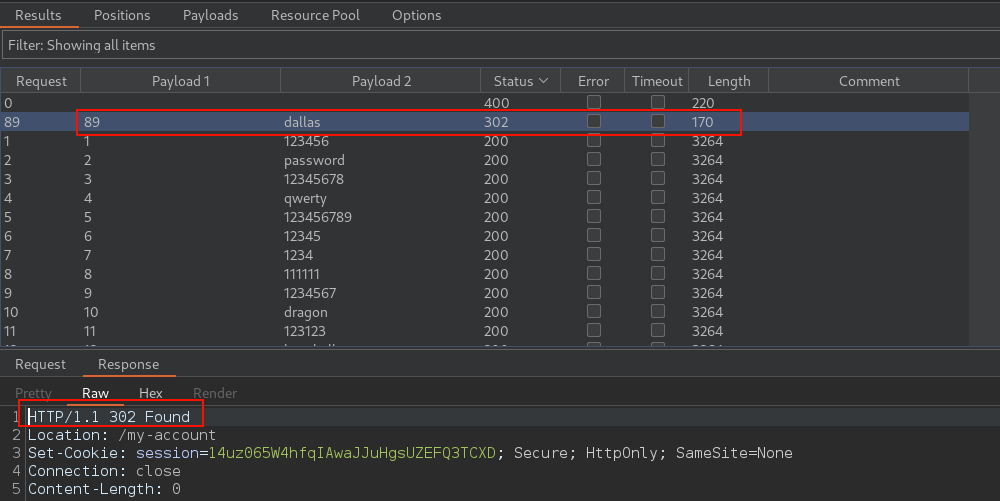 Results Positions Payloads Resource Pool Options
Filter: Showing all items
Request Payload 1 Payload 2 Status Error Timeout Length Comment
0 400 220
89 89 dallas 302 170
1 1 123456 200 3264
2 2 password 200 3264
3 3 12345678 200 3264
4 4 qwerty 200 3264
5 5 123456789 200 3264
6 6 12345 200 3264
7 7 1234 200 3264
8 8 111111 200 3264
9 9 1234567 200 3264
10 10 dragon 200 3264
11 11 123123 200 3264
Request Response
Pretty Raw Hex Render
1 HTTP/1.1 302 Found
2 Location: /my-account
3 Set-Cookie: session=14uz065W4hfqIAwaJJuHgsUZEFQ3TCXD; Secure; HttpOnly; SameSite=None
4 Connection: close
5 Content-Length: 0